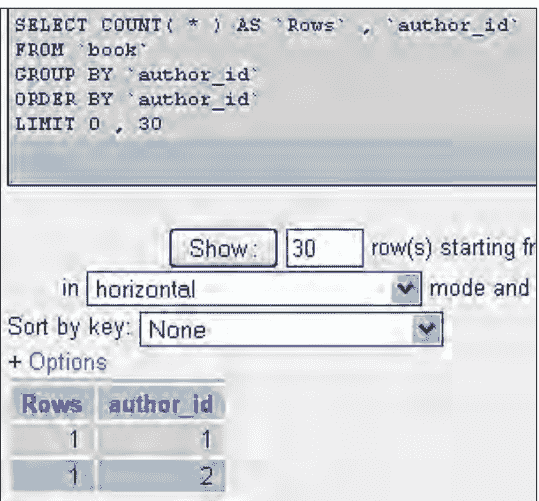 SELECT COUNT( * ) AS `Rows` , `author_id`
FROM `book`
GROUP BY `author_id`
ORDER BY `author_id`
LIMIT 0 , 30
Show : 30 row(s) starting fr
in horizontal mode and
Sort by key: None
+ Options
Rows author_id
1 1
1 2